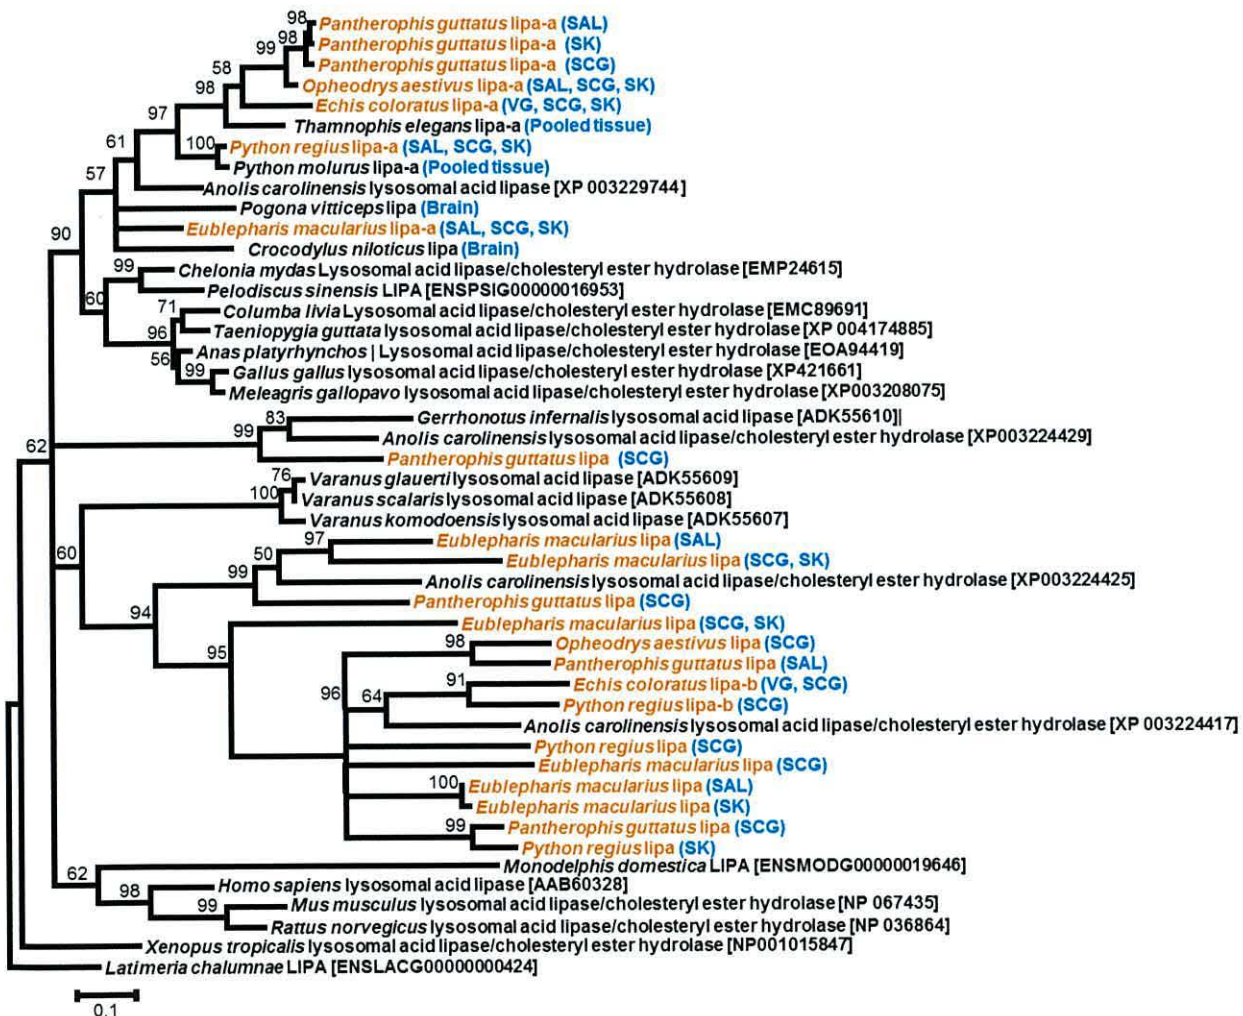 98
Pantherophis guttatus lipa-a (SAL)
98
Pantherophis guttatus lipa-a (SK)
99
Pantherophis guttatus lipa-a (SCG)
58
Opheodrys aestivus lipa-a (SAL, SCG, SK)
98
Echis coloratus lipa-a (VG, SCG, SK)
97
Thamnophis elegans lipa-a (Pooled tissue)
61
100
Python regius lipa-a (SAL, SCG, SK)
Python molurus lipa-a (Pooled tissue)
57
Anolis carolinensis lysosomal acid lipase [XP 003229744]
Pogona vitticeps lipa (Brain)
90
Eublepharis macularius lipa-a (SAL, SCG, SK)
Crocodylus niloticus lipa (Brain)
99
Chelonia mydas Lysosomal acid lipase/cholesteryl ester hydrolase [EMP24615]
60
Pelodiscus sinensis LIPA [ENSPSIG00000016953]
71
Columba livia Lysosomal acid lipase/cholesteryl ester hydrolase [EMC89691]
96
Taeniopygia guttata lysosomal acid lipase/cholesteryl ester hydrolase [XP 004174885]
56
Anas platyrhynchos | Lysosomal acid lipase/cholesteryl ester hydrolase [EOA94419]
99
Gallus gallus lysosomal acid lipase/cholesteryl ester hydrolase [XP421661]
Meleagris gallopavo lysosomal acid lipase/cholesteryl ester hydrolase [XP003208075]
83
Gerrhonotus infernalis lysosomal acid lipase [ADK55610]|
62
99
Anolis carolinensis lysosomal acid lipase/cholesteryl ester hydrolase [XP003224429]
Pantherophis guttatus lipa (SCG)
76
Varanus glauerti lysosomal acid lipase [ADK55609]
100
Varanus scalaris lysosomal acid lipase [ADK55608]
Varanus komodoensis lysosomal acid lipase [ADK55607]
97
Eublepharis macularius lipa (SAL)
60
50
Eublepharis macularius lipa (SCG, SK)
99
Anolis carolinensis lysosomal acid lipase/cholesteryl ester hydrolase [XP003224425]
Pantherophis guttatus lipa (SCG)
94
Eublepharis macularius lipa (SCG, SK)
95
98
Opheodrys aestivus lipa (SCG)
Pantherophis guttatus lipa (SAL)
96
64
91
Echis coloratus lipa-b (VG, SCG)
Python regius lipa-b (SCG)
Anolis carolinensis lysosomal acid lipase/cholesteryl ester hydrolase [XP 003224417]
Python regius lipa (SCG)
Eublepharis macularius lipa (SCG)
100
Eublepharis macularius lipa (SAL)
Eublepharis macularius lipa (SK)
99
Pantherophis guttatus lipa (SCG)
Python regius lipa (SK)
62
Monodelphis domestica LIPA [ENSMODG00000019646]
98
Homo sapiens lysosomal acid lipase [AAB60328]
99
Mus musculus lysosomal acid lipase/cholesteryl ester hydrolase [NP 067435]
Rattus norvegicus lysosomal acid lipase/cholesteryl ester hydrolase [NP 036864]
Xenopus tropicalis lysosomal acid lipase/cholesteryl ester hydrolase [NP001015847]
Latimeria chalumnae LIPA [ENSLACG00000000424]
0.1